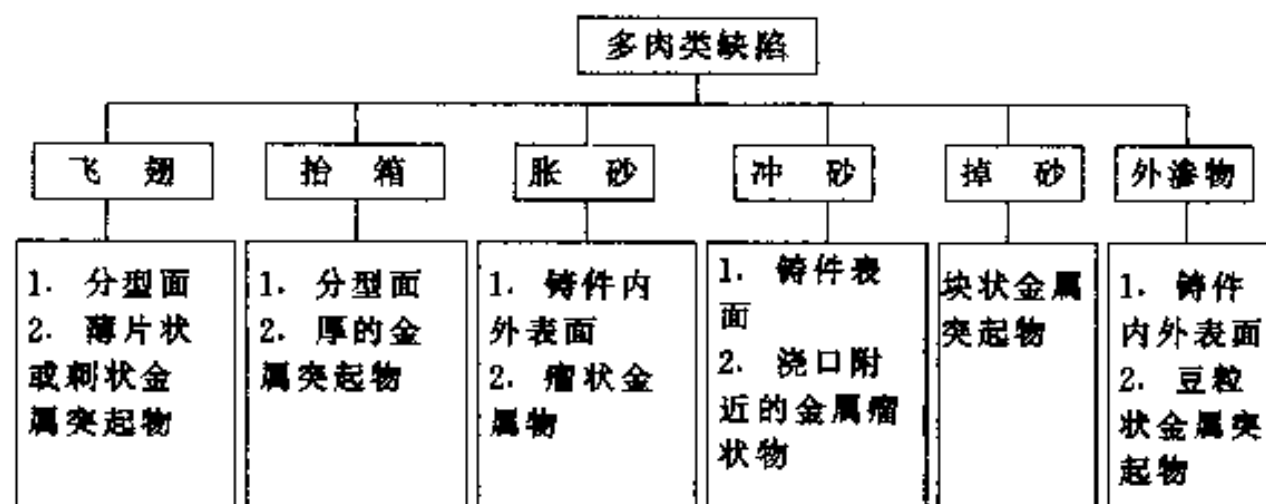 多肉类缺陷
飞翅
抬箱
胀砂
冲砂
掉砂
外渗物
1. 分型面
2. 薄片状
或刺状金
属突起物
1. 分型面
2. 厚的金
属突起物
1. 铸件内
外表面
2. 瘤状金
属物
1. 铸件表
面
2. 浇口附
近的金属瘤
状物
块状金属
突起物
1. 铸件
内外表面
2. 豆粒
状金属突
起物